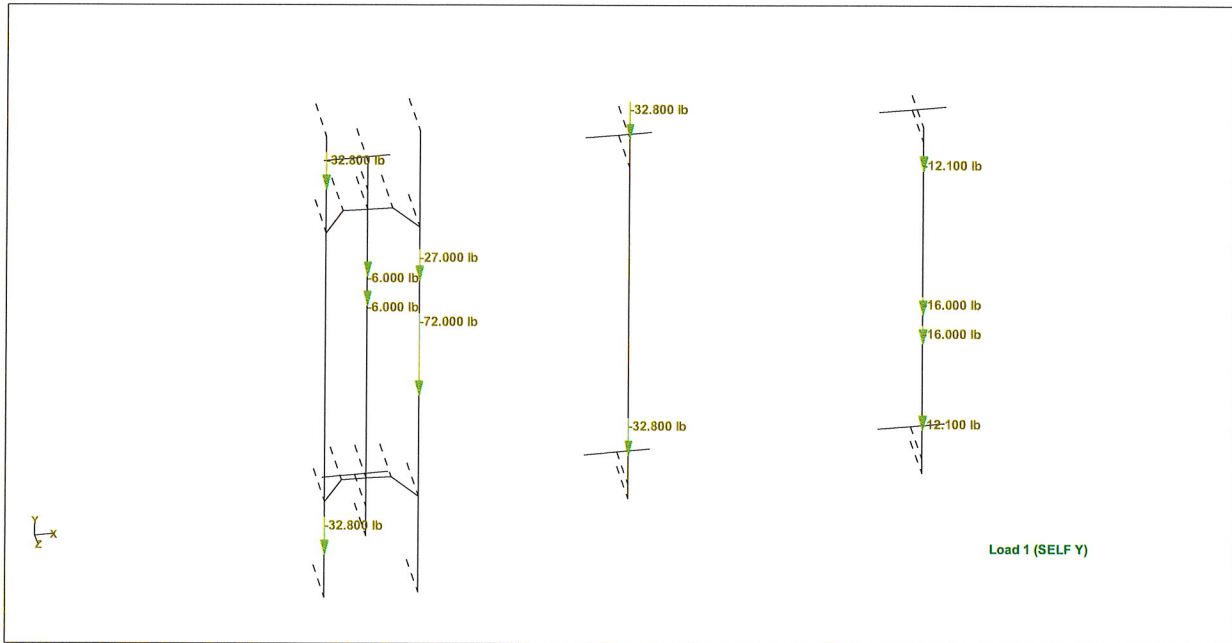 -32.800 lb
-32.800 lb
-12.100 lb
-27.000 lb
-6.000 lb
-6.000 lb
-72.000 lb
-16.000 lb
-16.000 lb
-32.800 lb
-12.100 lb
-32.800 lb
Y
X
Z
Load 1 (SELF Y)